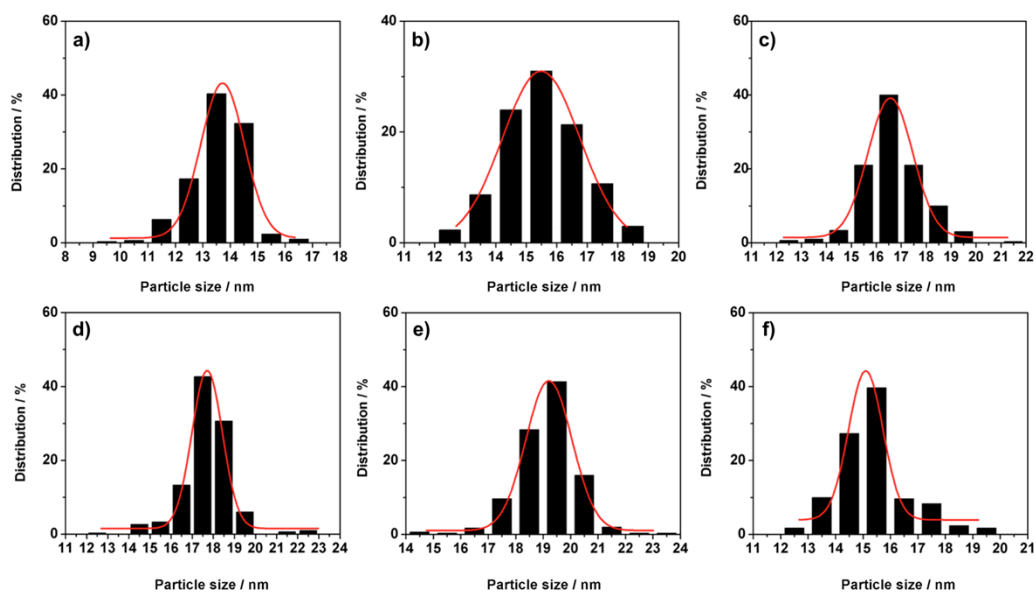 a)
60
40
20
0
Distribution / %
8 9 10 11 12 13 14 15 16 17 18
Particle size / nm
b)
40
20
0
Distribution / %
11 12 13 14 15 16 17 18 19 20
Particle size / nm
c)
60
40
20
0
Distribution / %
11 12 13 14 15 16 17 18 19 20 21 22
Particle size / nm
d)
60
40
20
0
Distribution / %
11 12 13 14 15 16 17 18 19 20 21 22 23 24
Particle size / nm
e)
60
40
20
0
Distribution / %
14 15 16 17 18 19 20 21 22 23 24
Particle size / nm
f)
60
40
20
0
Distribution / %
11 12 13 14 15 16 17 18 19 20 21
Particle size / nm